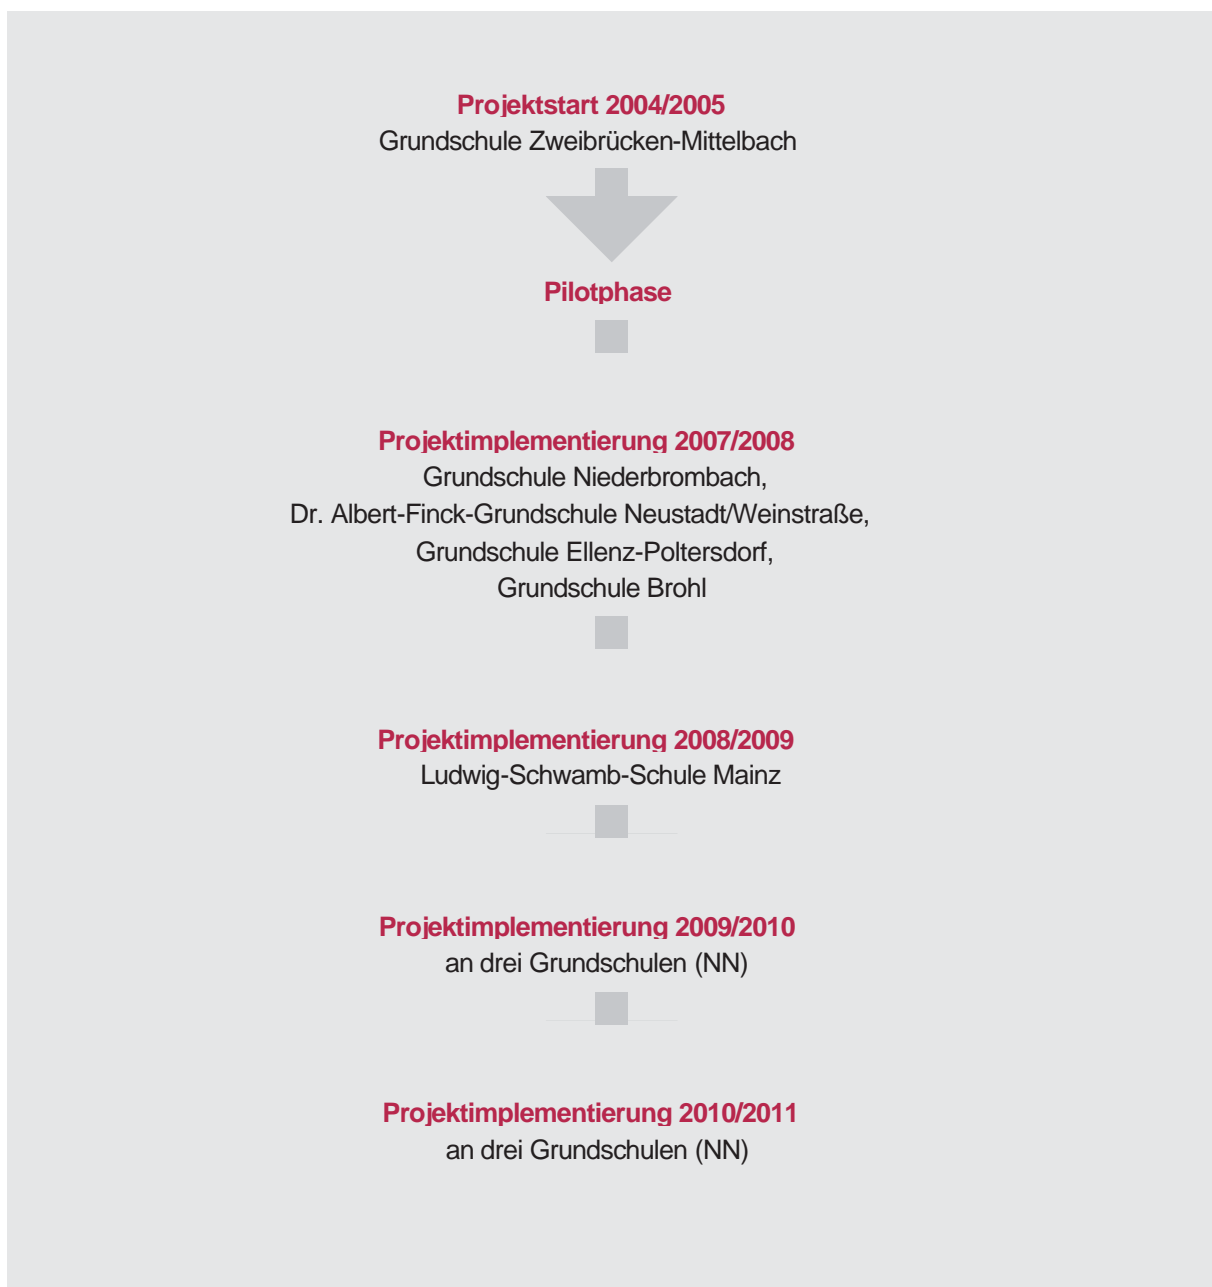 Projektstart 2004/2005
Grundschule Zweibrücken-Mittelbach
Pilotphase
Projektimplementierung 2007/2008
Grundschule Niederbrombach,
Dr. Albert-Finck-Grundschule Neustadt/Weinstraße,
Grundschule Ellenz-Poltersdorf,
Grundschule Brohl
Projektimplementierung 2008/2009
Ludwig-Schwamb-Schule Mainz
Projektimplementierung 2009/2010
an drei Grundschulen (NN)
Projektimplementierung 2010/2011
an drei Grundschulen (NN)